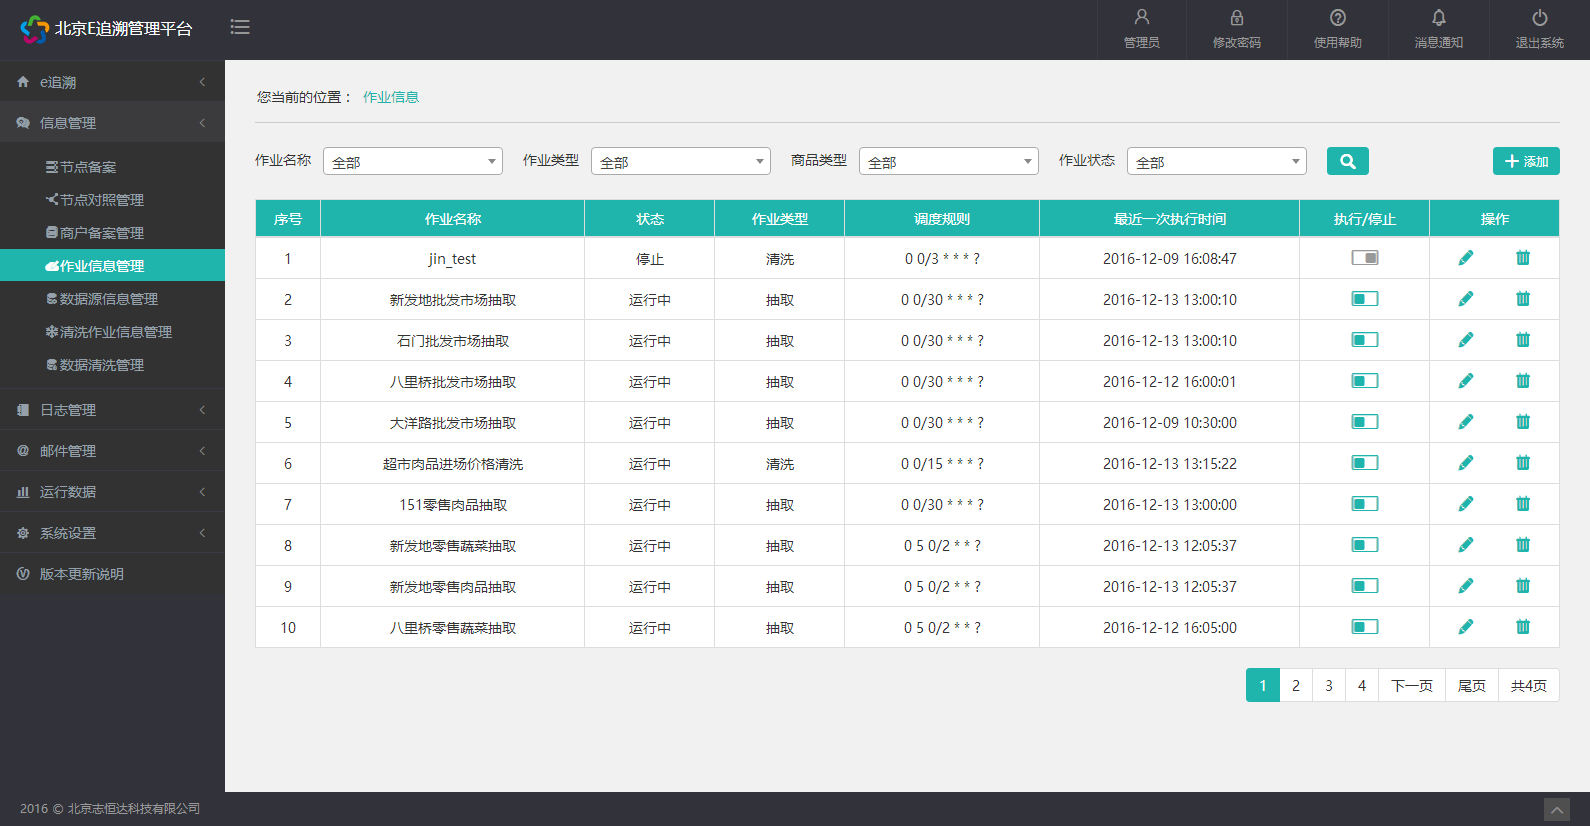 北京E追溯管理平台
管理员 修改密码 使用帮助 消息通知 退出系统
e追溯
信息管理
节点备案
节点对照管理
商户备案管理
作业信息管理
数据源信息管理
清洗作业信息管理
数据清洗管理
日志管理
邮件管理
运行数据
系统设置
版本更新说明
您当前的位置： 作业信息
作业名称 全部 作业类型 全部 商品类型 全部 作业状态 全部 添加
序号 作业名称 状态 作业类型 调度规则 最近一次执行时间 执行/停止 操作
1 jin_test 停止 清洗 0 0/3 * * * ? 2016-12-09 16:08:47
2 新发地批发市场抽取 运行中 抽取 0 0/30 * * * ? 2016-12-13 13:00:10
3 石门批发市场抽取 运行中 抽取 0 0/30 * * * ? 2016-12-13 13:00:10
4 八里桥批发市场抽取 运行中 抽取 0 0/30 * * * ? 2016-12-12 16:00:01
5 大洋路批发市场抽取 运行中 抽取 0 0/30 * * * ? 2016-12-09 10:30:00
6 超市肉品进场价格清洗 运行中 清洗 0 0/15 * * * ? 2016-12-13 13:15:22
7 151零售肉品抽取 运行中 抽取 0 0/30 * * * ? 2016-12-13 13:00:00
8 新发地零售蔬菜抽取 运行中 抽取 0 5 0/2 * * ? 2016-12-13 12:05:37
9 新发地零售肉品抽取 运行中 抽取 0 5 0/2 * * ? 2016-12-13 12:05:37
10 八里桥零售蔬菜抽取 运行中 抽取 0 5 0/2 * * ? 2016-12-12 16:05:00
1 2 3 4 下一页 尾页 共4页
2016 © 北京志恒达科技有限公司